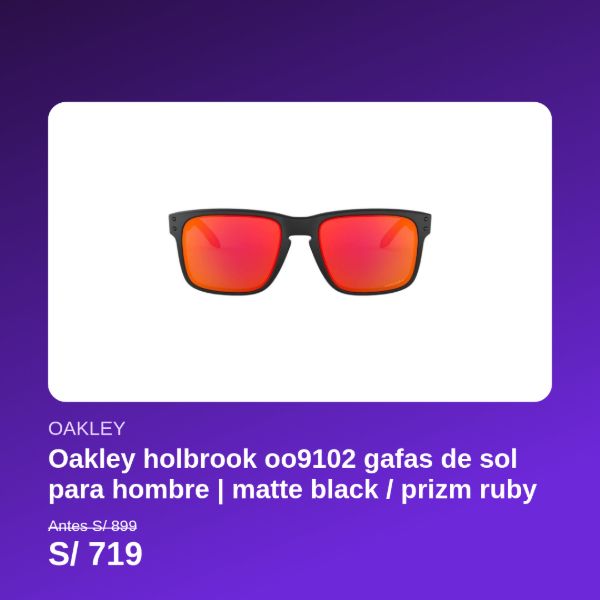 OAKLEY
Oakley holbrook oo9102 gafas de sol
para hombre | matte black / prizm ruby
Antes S/ 899
S/ 719